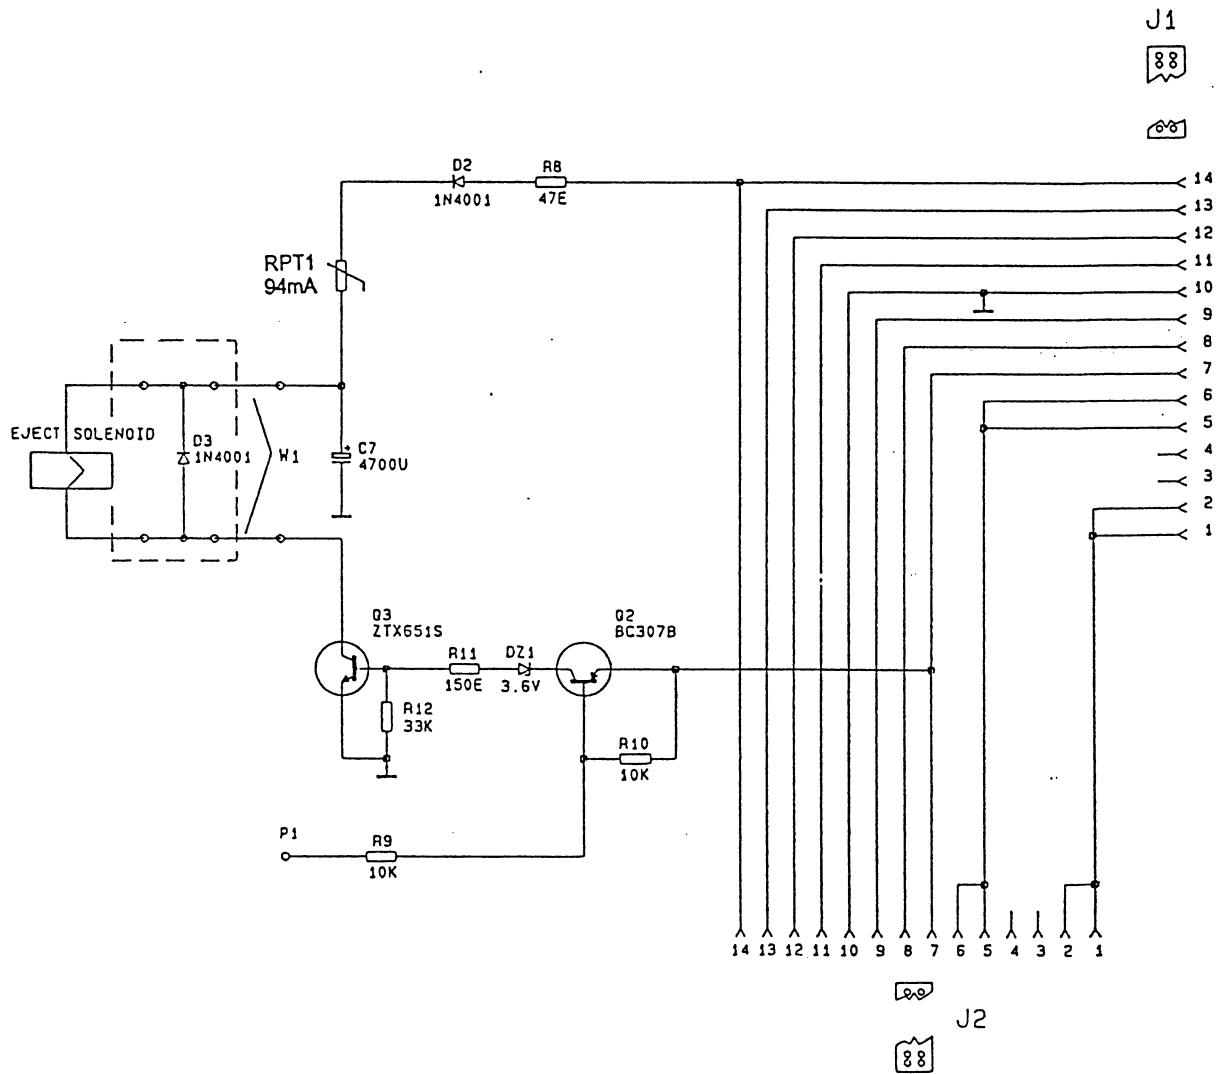 J1
D2
1N4001
R8
47E
14
13
12
11
10
9
8
7
6
5
4
3
2
1
RPT1
94mA
EJECT SOLENOID
D3
1N4001
W1
+
C7
4700U
Q3
ZTX651S
R11
150E
DZ1
3.6V
Q2
BC307B
R12
33K
R10
10K
P1
R9
10K
14 13 12 11 10 9 8 7 6 5 4 3 2 1
J2